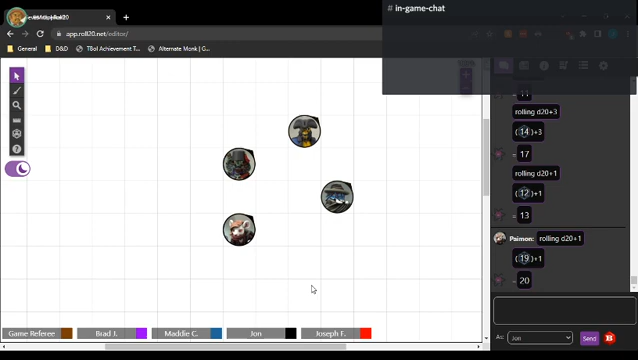 # in-game-chat
app.roll20.net/editor/
General
D&D
TBoI Achievement T...
Alternate Monk | G...
11
rolling d20+3
(14)+3
= 17
rolling d20+1
(12)+1
= 13
Paimon: rolling d20+1
(19)+1
= 20
As: Jon
Send
Game Referee
Brad J.
Maddie C.
Jon
Joseph F.